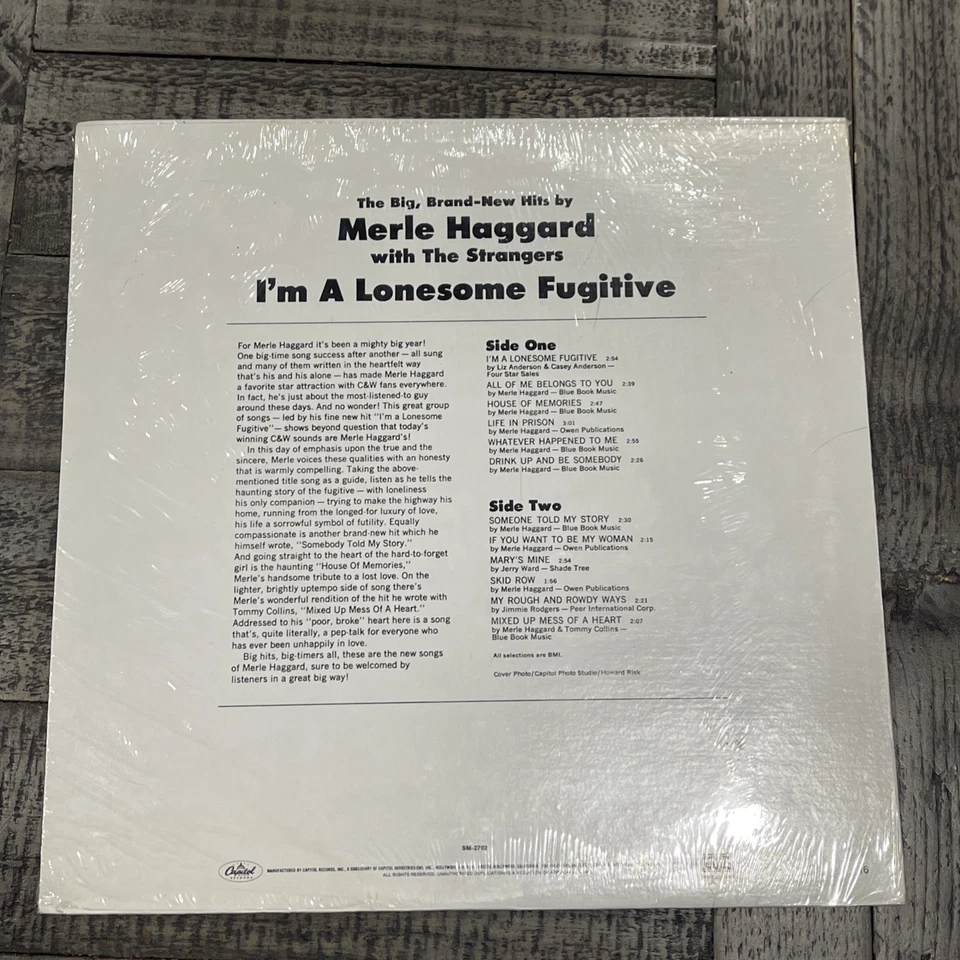 The Big, Brand-New Hits by
Merle Haggard
with The Strangers
I'm A Lonesome Fugitive
For Merle Haggard it's been a mighty big year!
One big-time song success after another — all sung
and many of them written in the heartfelt way
that's his and his alone — has made Merle Haggard
a favorite star attraction with C&W fans everywhere.
In fact, he's just about the most-listened-to guy
around these days. And no wonder! This great group
of songs — led by his fine new hit "I'm a Lonesome
Fugitive" — shows beyond question that today's
winning C&W sounds are Merle Haggard's!
In this day of emphasis upon the true and the
sincere, Merle voices these qualities with an honesty
that is warmly compelling. Taking the above-
mentioned title song as a guide, listen as he tells the
haunting story of the fugitive — with loneliness
his only companion — trying to make the highway his
home, running from the longed-for luxury of love,
his life a sorrowful symbol of futility. Equally
compassionate is another brand-new hit which he
himself wrote, "Somebody Told My Story."
And going straight to the heart of the hard-to-forget
girl is the haunting "House Of Memories,"
Merle's handsome tribute to a lost love. On the
lighter, brightly uptempo side of song there's
Merle's wonderful rendition of the hit he wrote with
Tommy Collins, "Mixed Up Mess Of A Heart."
Addressed to his "poor, broke" heart here is a song
that's, quite literally, a pep-talk for everyone who
has ever been unhappily in love.
Big hits, big-timers all, these are the new songs
of Merle Haggard, sure to be welcomed by
listeners in a great big way!
Side One
I'M A LONESOME FUGITIVE 2:54
by Liz Anderson & Casey Anderson —
Four Star Sales
ALL OF ME BELONGS TO YOU 2:39
by Merle Haggard — Blue Book Music
HOUSE OF MEMORIES 2:47
by Merle Haggard — Blue Book Music
LIFE IN PRISON 3:01
by Merle Haggard — Owen Publications
WHATEVER HAPPENED TO ME 2:55
by Merle Haggard — Blue Book Music
DRINK UP AND BE SOMEBODY 2:26
by Merle Haggard — Blue Book Music
Side Two
SOMEONE TOLD MY STORY 2:30
by Merle Haggard — Blue Book Music
IF YOU WANT TO BE MY WOMAN 2:15
by Merle Haggard — Owen Publications
MARY'S MINE 2:54
by Jerry Ward — Shade Tree
SKID ROW 1:56
by Merle Haggard — Owen Publications
MY ROUGH AND ROWDY WAYS 2:21
by Jimmie Rodgers — Peer International Corp.
MIXED UP MESS OF A HEART 2:07
by Merle Haggard & Tommy Collins —
Blue Book Music
All selections are BMI.
Cover Photo/Capitol Photo Studio/Howard Risk
SM-2702
Capitol
RECORDS
MANUFACTURED BY CAPITOL RECORDS, INC., A SUBSIDIARY OF CAPITOL INDUSTRIES-EMI, INC.
ALL RIGHTS RESERVED.
6